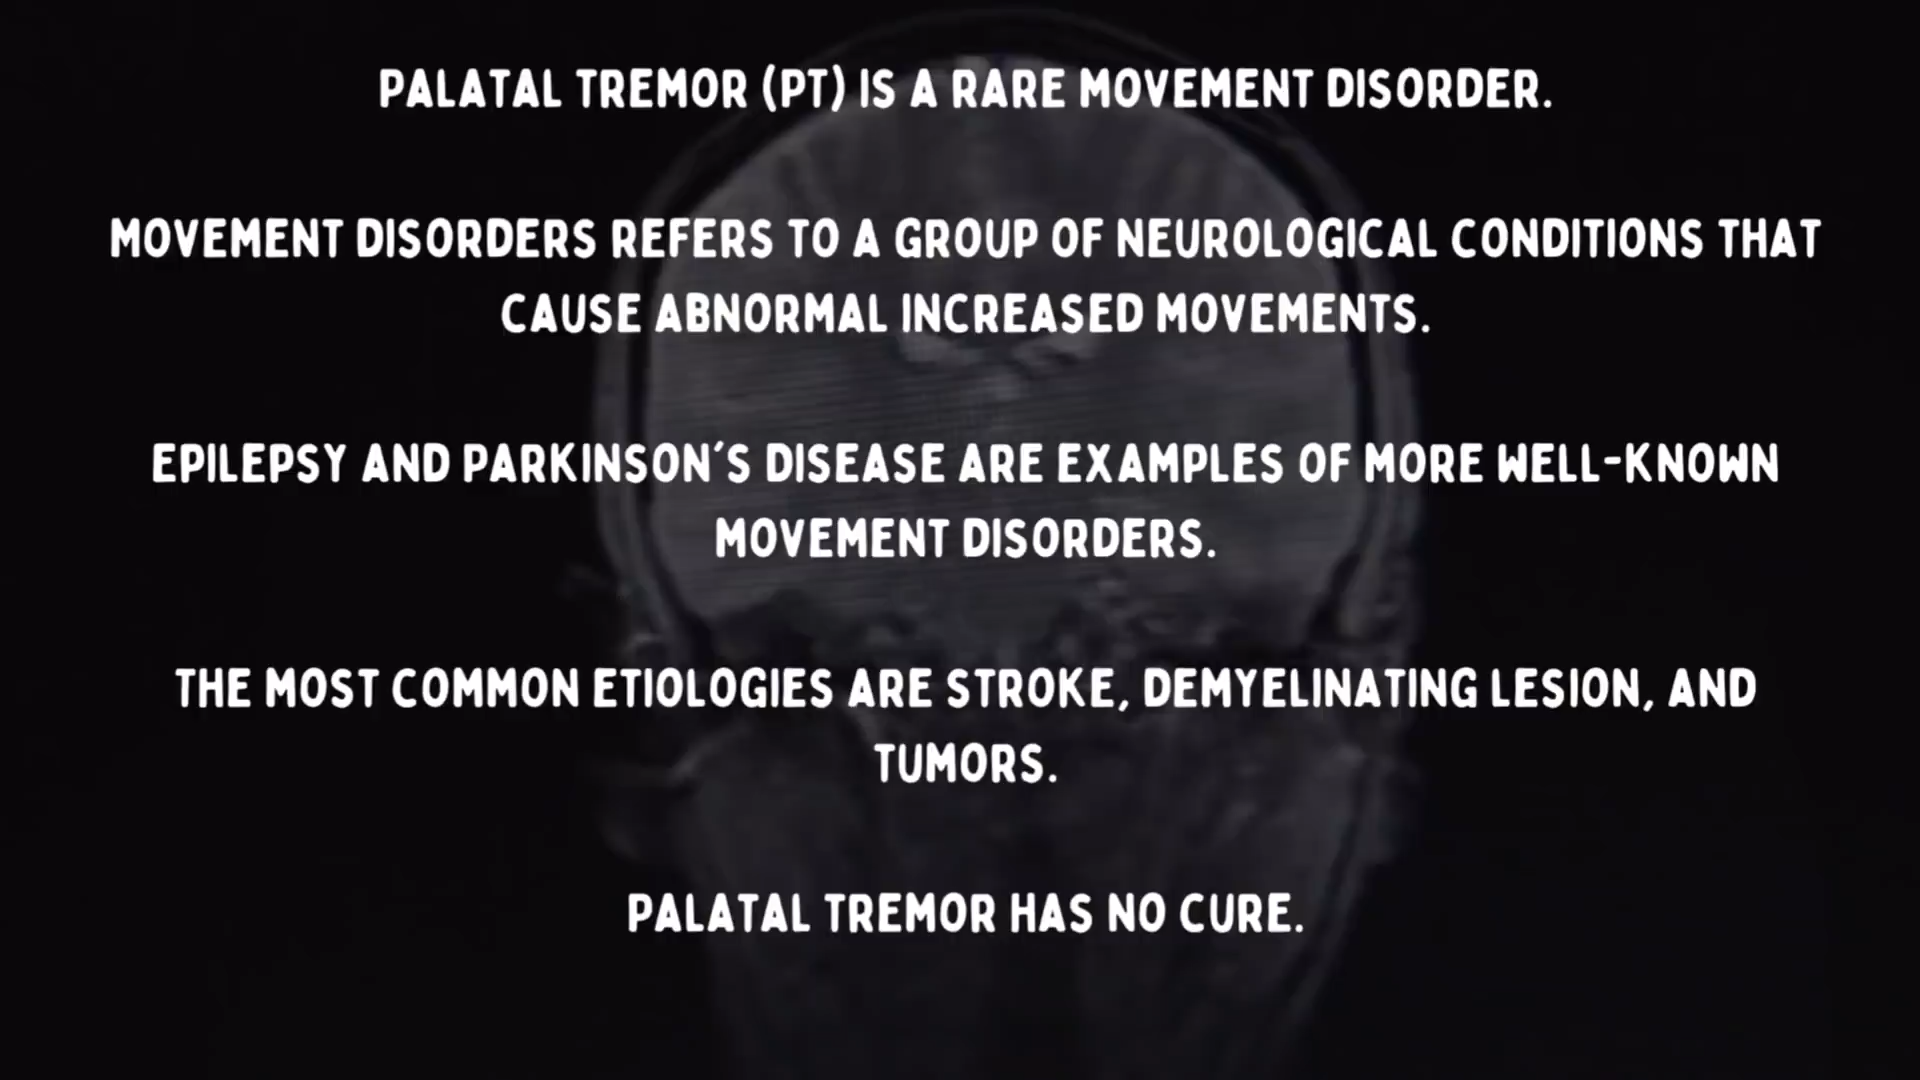 PALATAL TREMOR (PT) IS A RARE MOVEMENT DISORDER.
MOVEMENT DISORDERS REFERS TO A GROUP OF NEUROLOGICAL CONDITIONS THAT
CAUSE ABNORMAL INCREASED MOVEMENTS.
EPILEPSY AND PARKINSON'S DISEASE ARE EXAMPLES OF MORE WELL-KNOWN
MOVEMENT DISORDERS.
THE MOST COMMON ETIOLOGIES ARE STROKE, DEMYELINATING LESION, AND
TUMORS.
PALATAL TREMOR HAS NO CURE.